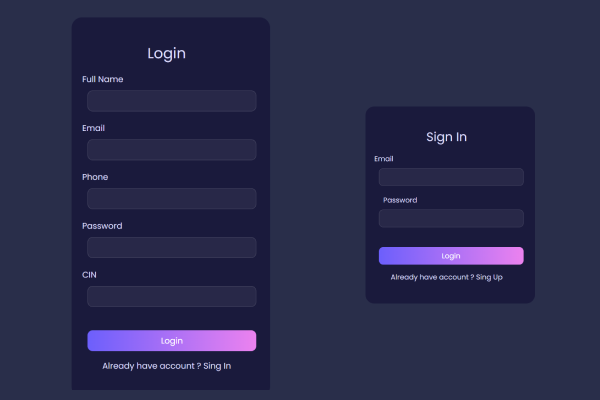 Login
Full Name
Email
Phone
Password
CIN
Login
Already have account ? Sing In
Sign In
Email
Password
Login
Already have account ? Sing Up